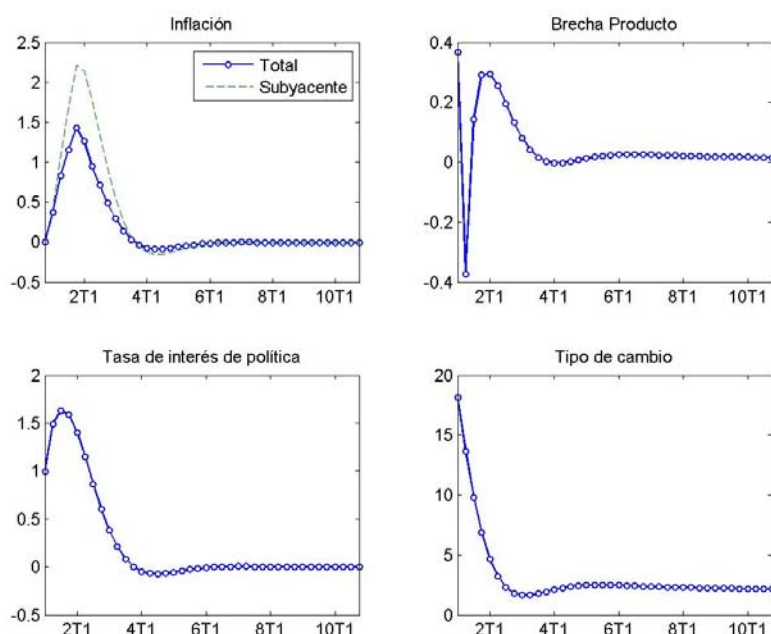 Inflación
2.5
2
1.5
1
0.5
0
-0.5
Total
Subyacente
2T1 4T1 6T1 8T1 10T1
Brecha Producto
0.4
0.2
0
-0.2
-0.4
2T1 4T1 6T1 8T1 10T1
Tasa de interés de política
2
1.5
1
0.5
0
-0.5
2T1 4T1 6T1 8T1 10T1
Tipo de cambio
20
15
10
5
0
2T1 4T1 6T1 8T1 10T1